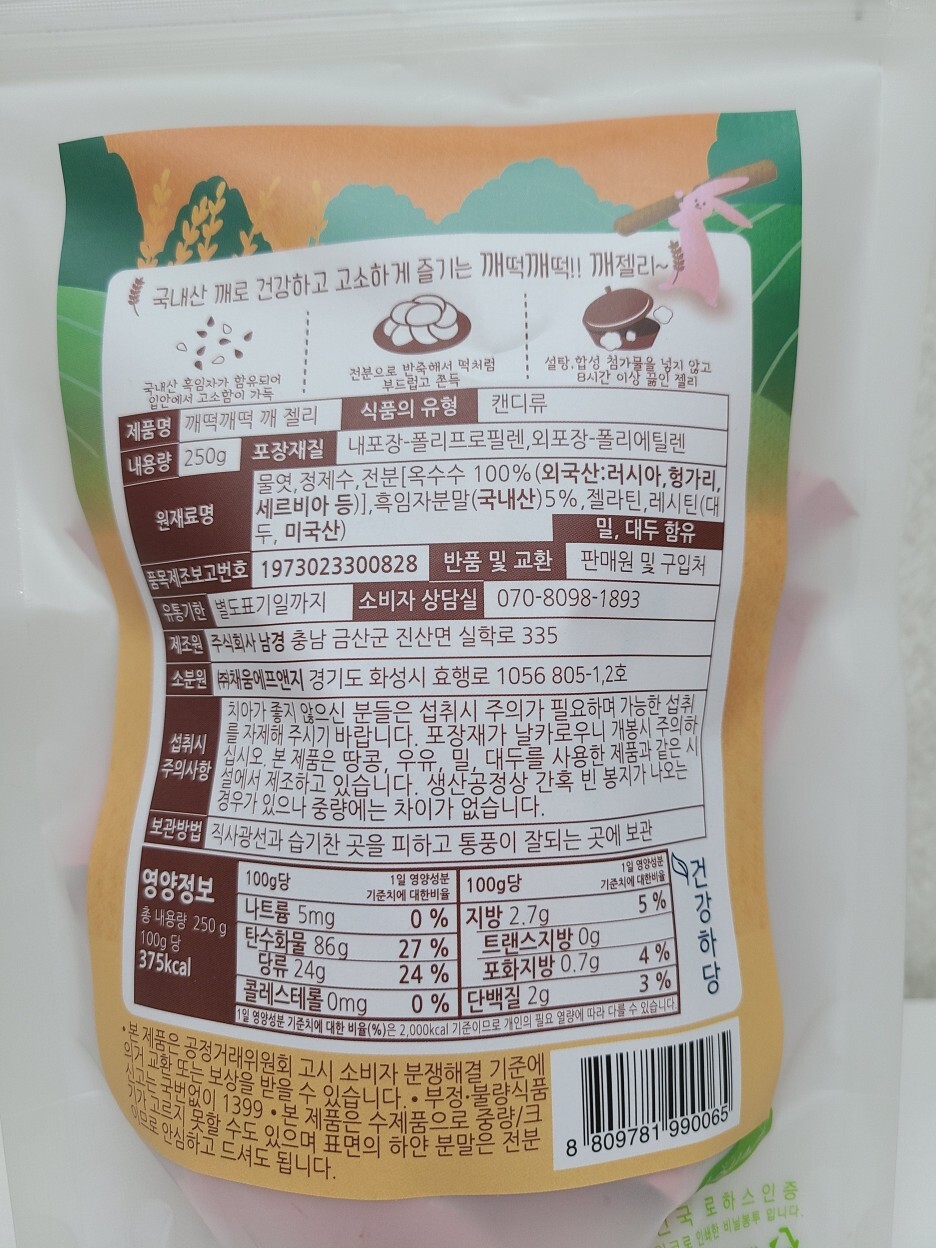 국내산 깨로 건강하고 고소하게 즐기는 깨떡깨떡!! 깨젤리~
국내산 흑임자가 함유되어
입안에서 고소함이 가득
전분으로 반죽해서 떡처럼
부드럽고 쫀득
설탕,합성 첨가물을 넣지 않고
8시간 이상 끓인 젤리
제품명 깨떡깨떡 깨 젤리 식품의 유형 캔디류
내용량 250g 포장재질 내포장-폴리프로필렌,외포장-폴리에틸렌
원재료명
물엿, 정제수, 전분[옥수수 100%(외국산:러시아,헝가리,
세르비아 등)],흑임자분말(국내산)5%,젤라틴,레시틴(대
두, 미국산)
밀, 대두 함유
품목제조보고번호 1973023300828 반품 및 교환 판매원 및 구입처
유통기한 별도표기일까지 소비자 상담실 070-8098-1893
제조원 주식회사 남경 충남 금산군 진산면 실학로 335
소분원 ㈜채움에프앤지 경기도 화성시 효행로 1056 805-1,2호
섭취시
주의사항
치아가 좋지 않으신 분들은 섭취시 주의가 필요하며 가능한 섭취
를 자제해 주시기 바랍니다. 포장재가 날카로우니 개봉시 주의하
십시오. 본 제품은 땅콩, 우유, 밀, 대두를 사용한 제품과 같은 시
설에서 제조하고 있습니다. 생산공정상 간혹 빈 봉지가 나오는
경우가 있으나 중량에는 차이가 없습니다.
보관방법 직사광선과 습기찬 곳을 피하고 통풍이 잘되는 곳에 보관
영양정보
총 내용량 250 g
100g 당
375kcal
100g당 1일 영양성분
기준치에 대한비율
나트륨 5mg 0 %
탄수화물 86g 27 %
당류 24g 24 %
콜레스테롤 0mg 0 %
100g당 1일 영양성분
기준치에 대한비율
지방 2.7g 5 %
트랜스지방 0g
포화지방 0.7g 4 %
단백질 2g 3 %
1일 영양성분 기준치에 대한 비율(%)은 2,000kcal 기준이므로 개인의 필요 열량에 따라 다를 수 있습니다
건강하당
•본 제품은 공정거래위원회 고시 소비자 분쟁해결 기준에
의거 교환 또는 보상을 받을 수 있습니다. • 부정·불량식품
신고는 국번없이 1399 • 본 제품은 수제품으로 중량/크
기가 고르지 못할 수도 있으며 표면의 하얀 분말은 전분
이므로 안심하고 드셔도 됩니다.
8 809781 990065
국 로하스인증
로 인쇄한 비닐봉투 입니다.